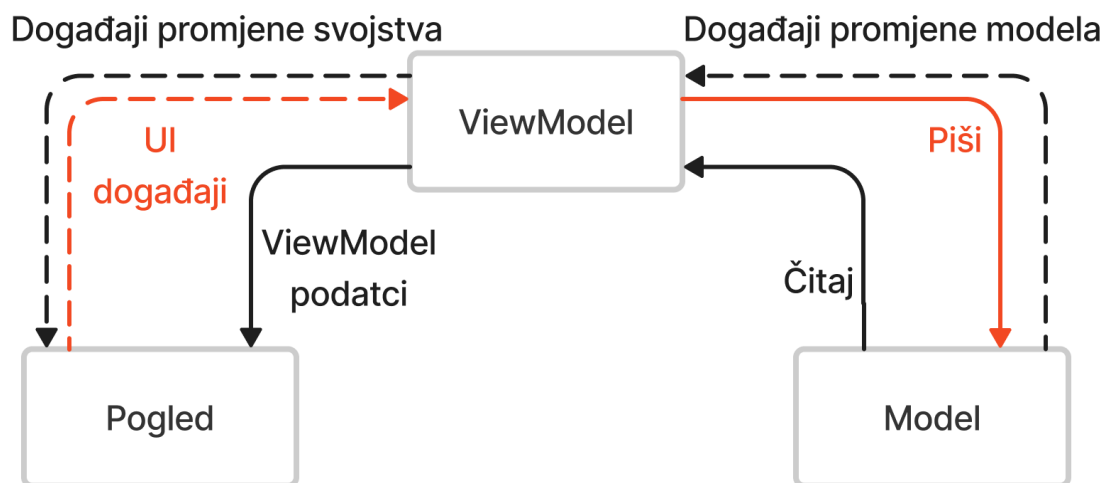 Događaji promjene svojstva
Događaji promjene modela
ViewModel
UI
događaji
Piši
ViewModel
podatci
Čitaj
Pogled
Model